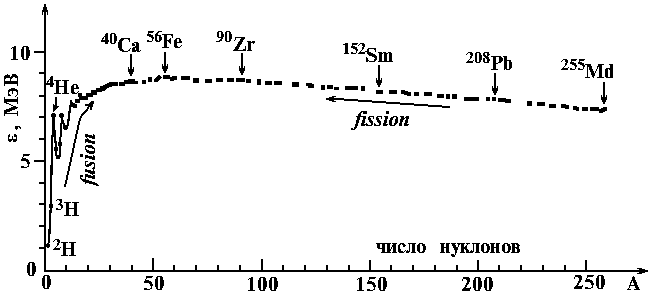 ⁴⁰Ca ⁵⁶Fe ⁹⁰Zr ¹⁵²Sm ²⁰⁸Pb ²⁵⁵Md
⁴He
³H
²H
ε, МэВ
10
5
0
fusion
fission
число нуклонов
0 50 100 150 200 250 A